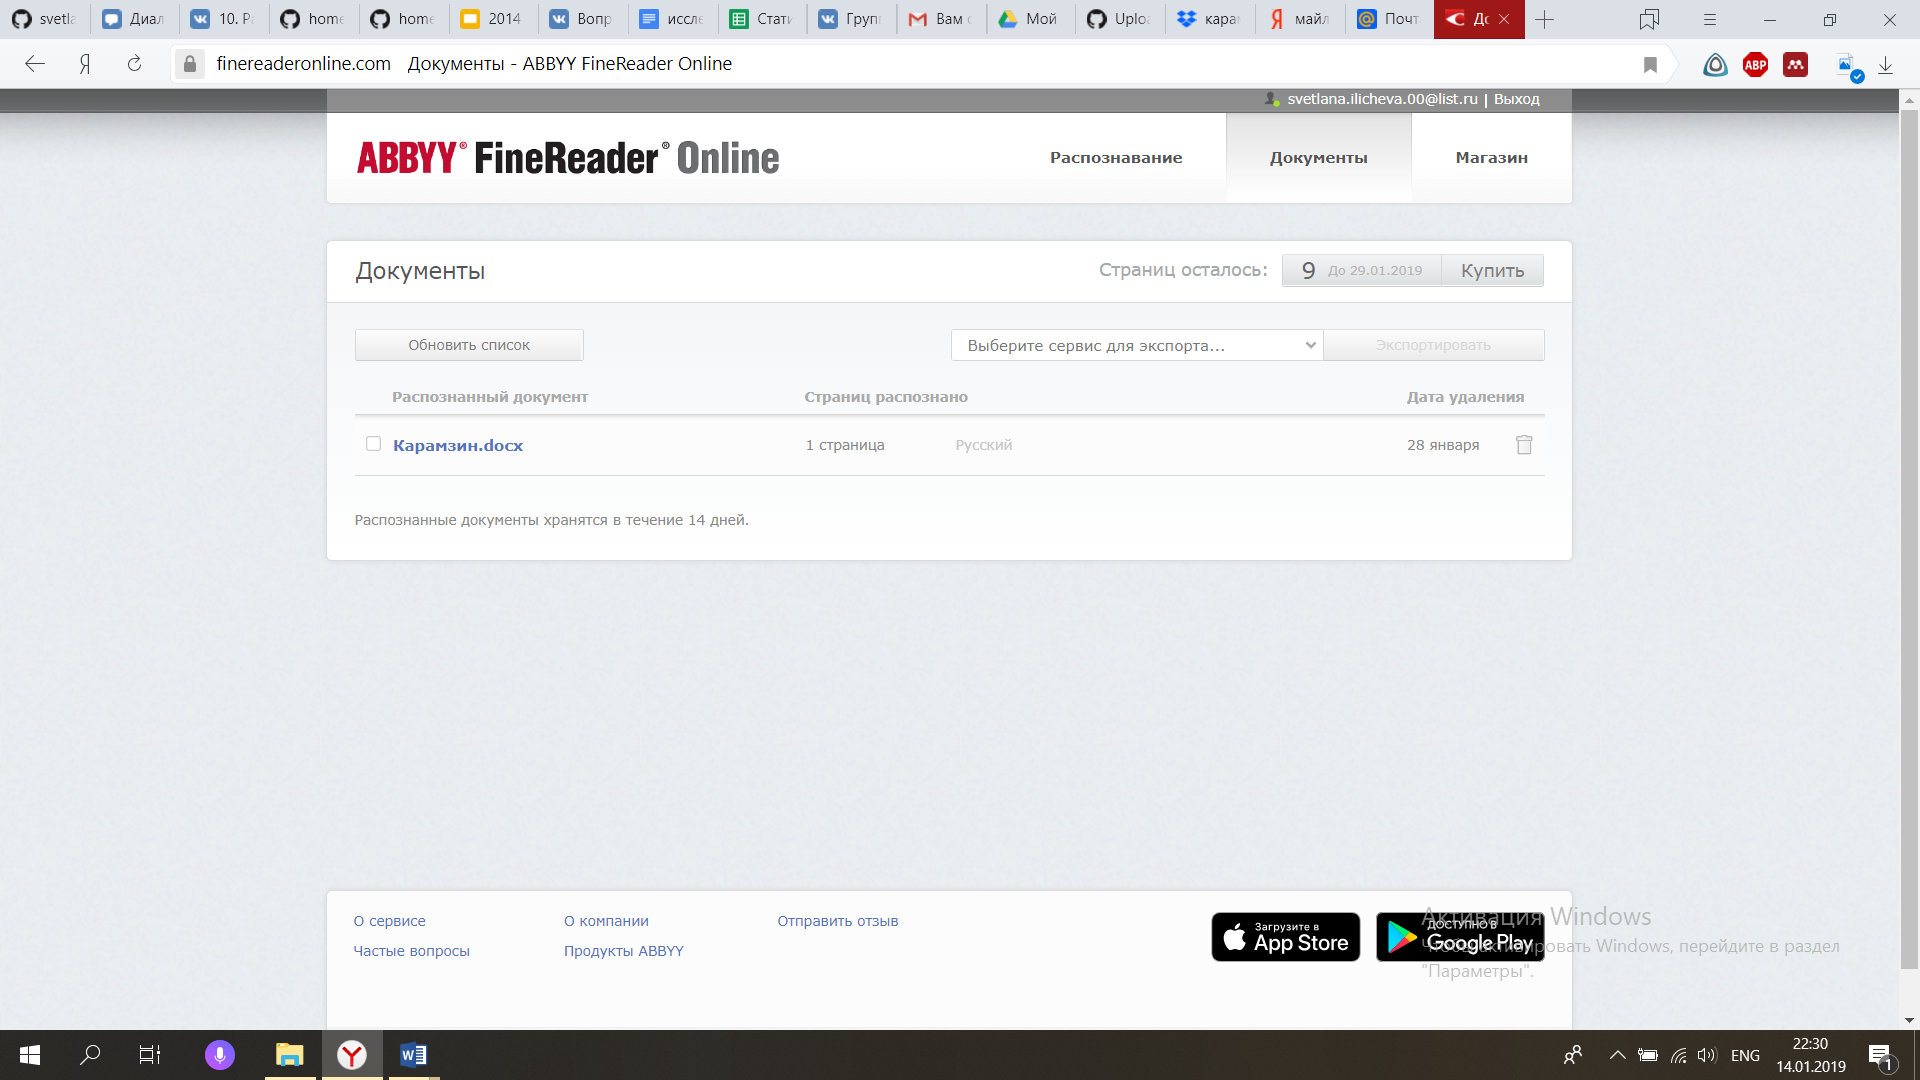 svetla
Диал
10. Ра
home
home
2014
Вопр
иссле
Стати
Групп
Вам с
Мой
Uploa
карам
майл
Почт
До
finereaderonline.com Документы - ABBYY FineReader Online
ABP
svetlana.ilicheva.00@list.ru | Выход
ABBYY® FineReader® Online
Распознавание
Документы
Магазин
Документы
Страниц осталось:
9 До 29.01.2019
Купить
Обновить список
Выберите сервис для экспорта...
Экспортировать
Распознанный документ
Страниц распознано
Дата удаления
Карамзин.docx
1 страница
Русский
28 января
Распознанные документы хранятся в течение 14 дней.
О сервисе
О компании
Отправить отзыв
Частые вопросы
Продукты ABBYY
Загрузите в
App Store
ДОСТУПНО В
Google Play
Активация Windows
Чтобы активировать Windows, перейдите в раздел
"Параметры".
ENG
22:30
14.01.2019
1